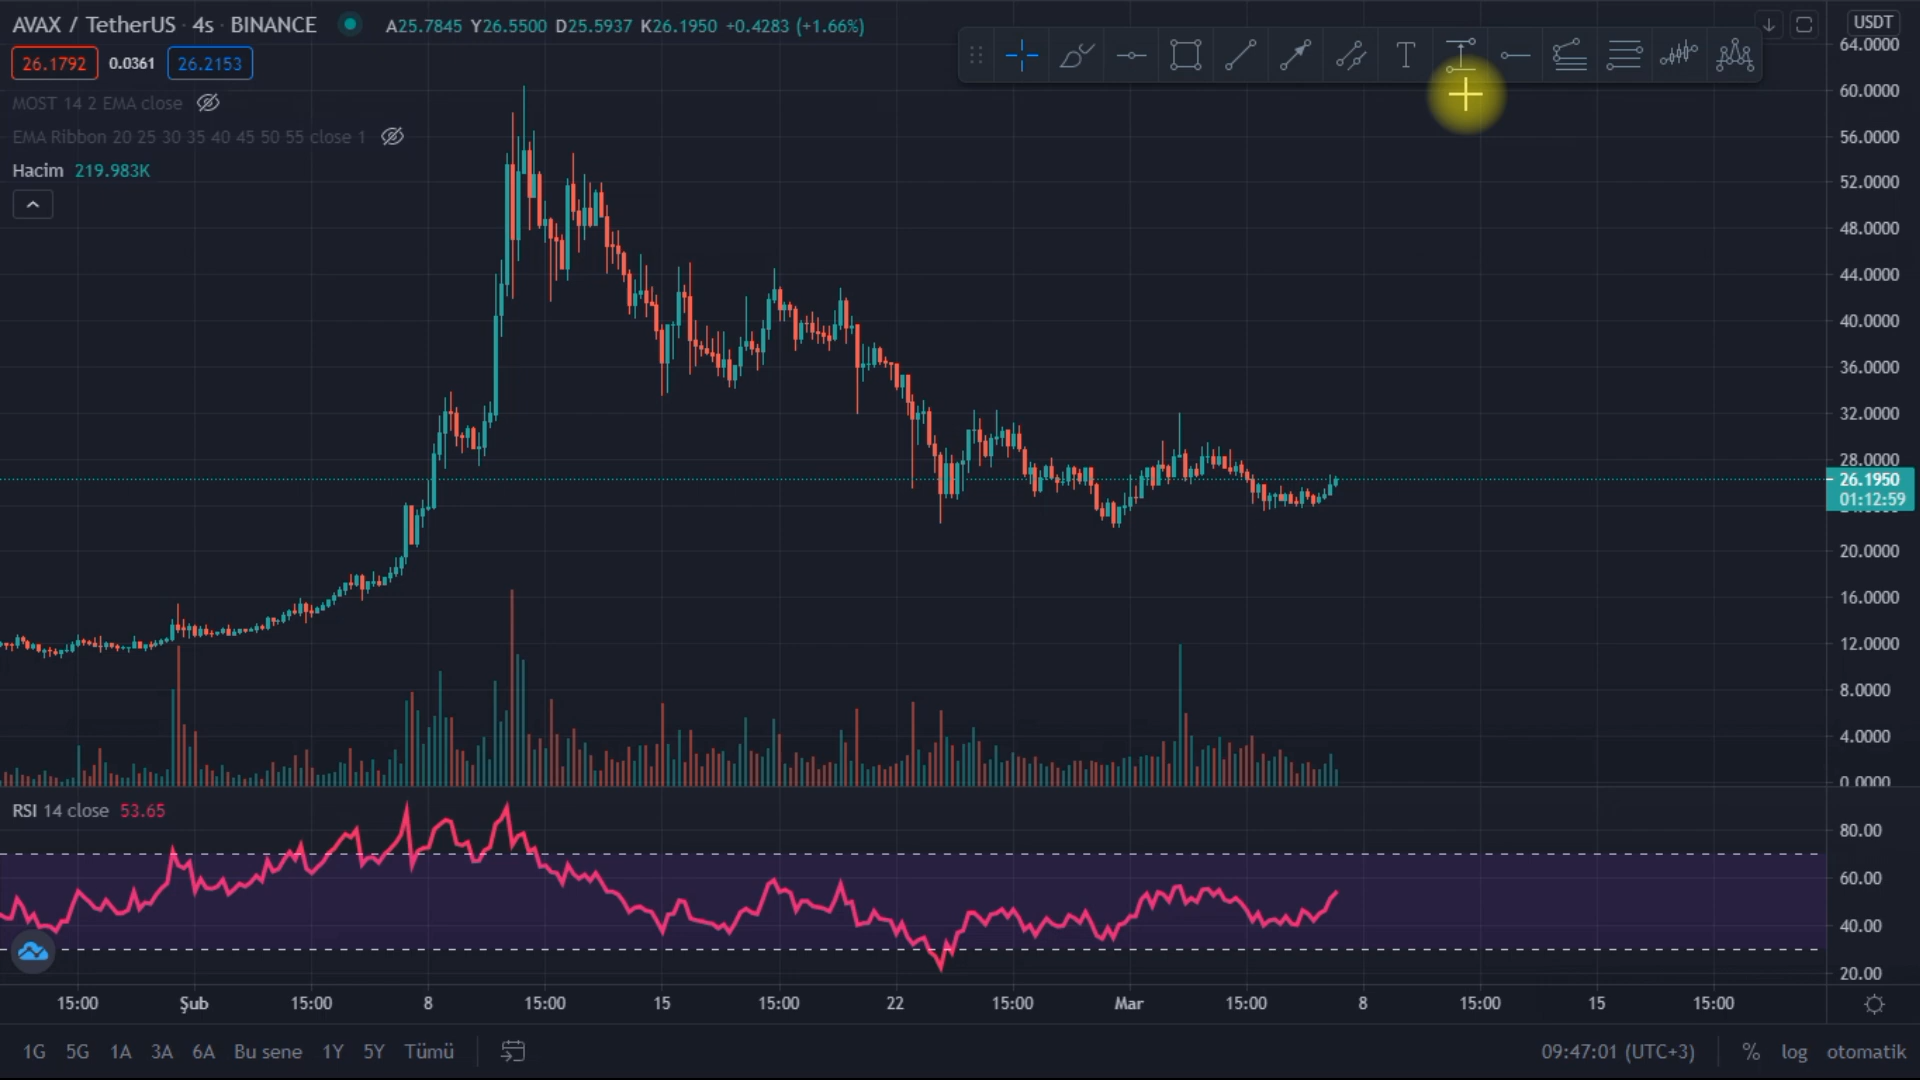 AVAX / TetherUS · 4s · BINANCE A25.7845 Y26.5500 D25.5937 K26.1950 +0.4283 (+1.66%)
26.1792 0.0361 26.2153
MOST 14 2 EMA close
EMA Ribbon 20 25 30 35 40 45 50 55 close 1
Hacim 219.983K
T
USDT
64.0000
60.0000
56.0000
52.0000
48.0000
44.0000
40.0000
36.0000
32.0000
28.0000
26.1950
01:12:59
20.0000
16.0000
12.0000
8.0000
4.0000
0.0000
RSI 14 close 53.65
80.00
60.00
40.00
20.00
15:00 Şub 15:00 8 15:00 15 15:00 22 15:00 Mar 15:00 8 15:00 15 15:00
1G 5G 1A 3A 6A Bu sene 1Y 5Y Tümü 09:47:01 (UTC+3) % log otomatik